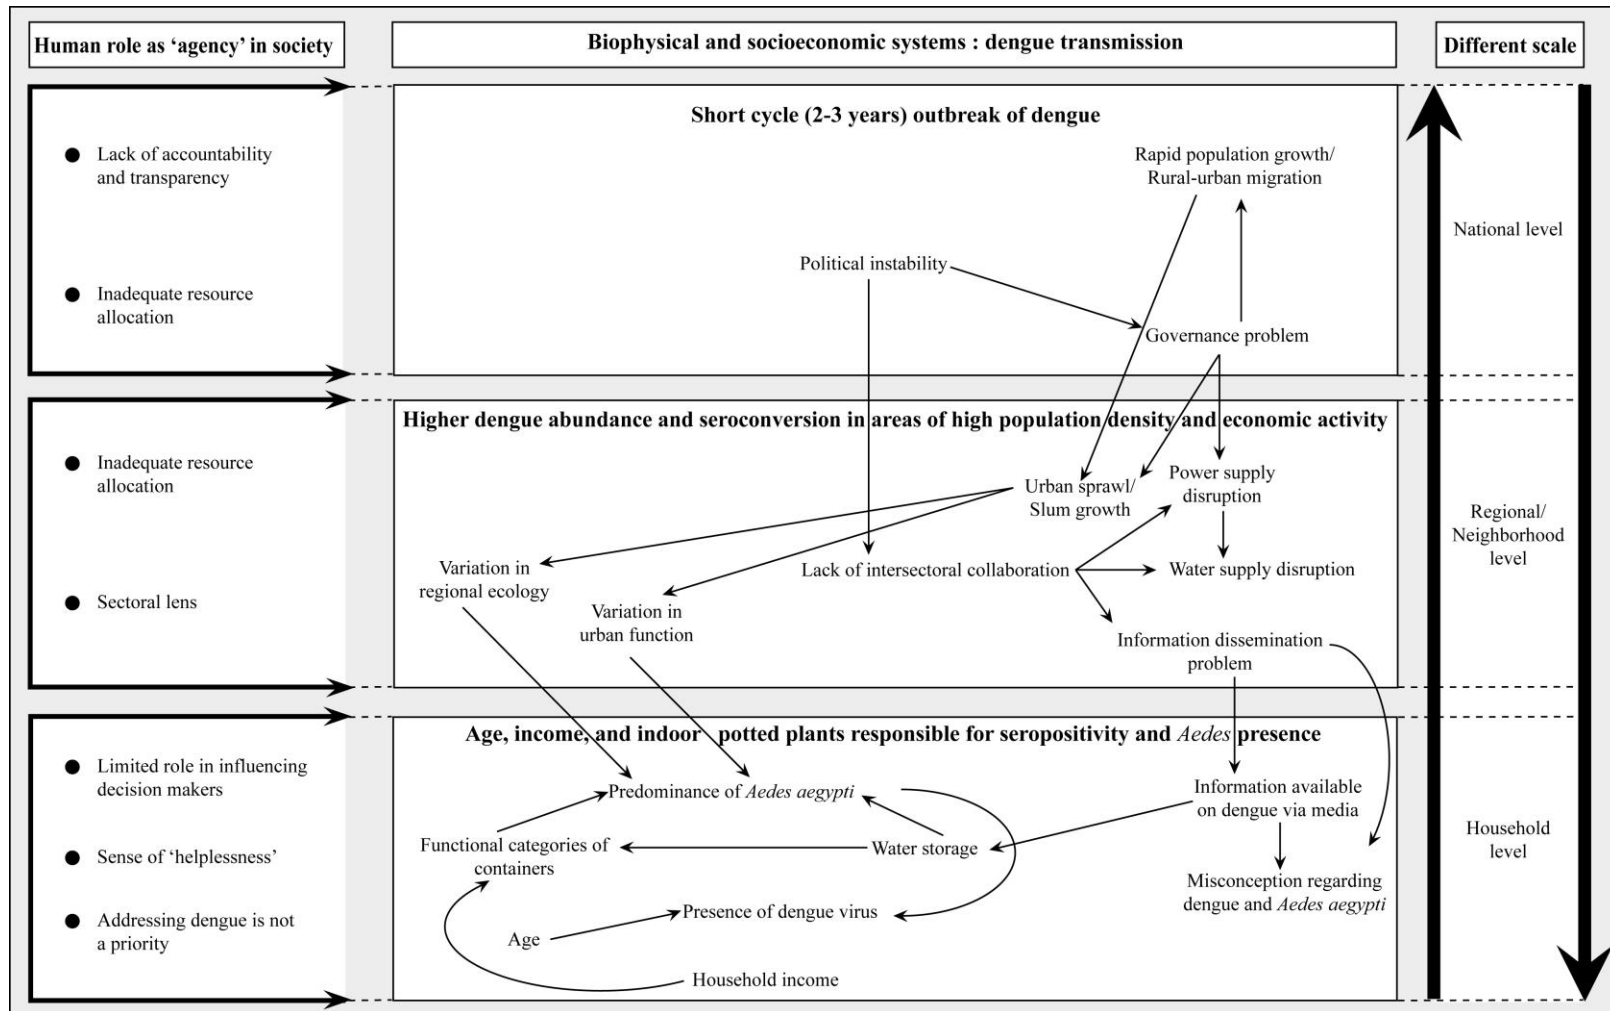 Human role as ‘agency’ in society
Biophysical and socioeconomic systems : dengue transmission
Different scale
Lack of accountability
and transparency
Inadequate resource
allocation
Short cycle (2-3 years) outbreak of dengue
Rapid population growth/
Rural-urban migration
Political instability
Governance problem
National level
Inadequate resource
allocation
Sectoral lens
Higher dengue abundance and seroconversion in areas of high population density and economic activity
Urban sprawl/
Slum growth
Power supply
disruption
Variation in
regional ecology
Lack of intersectoral collaboration
Water supply disruption
Variation in
urban function
Information dissemination
problem
Regional/
Neighborhood
level
Limited role in influencing
decision makers
Sense of ‘helplessness’
Addressing dengue is not
a priority
Age, income, and indoor potted plants responsible for seropositivity and Aedes presence
Predominance of Aedes aegypti
Information available
on dengue via media
Functional categories of
containers
Water storage
Misconception regarding
dengue and Aedes aegypti
Presence of dengue virus
Age
Household income
Household
level